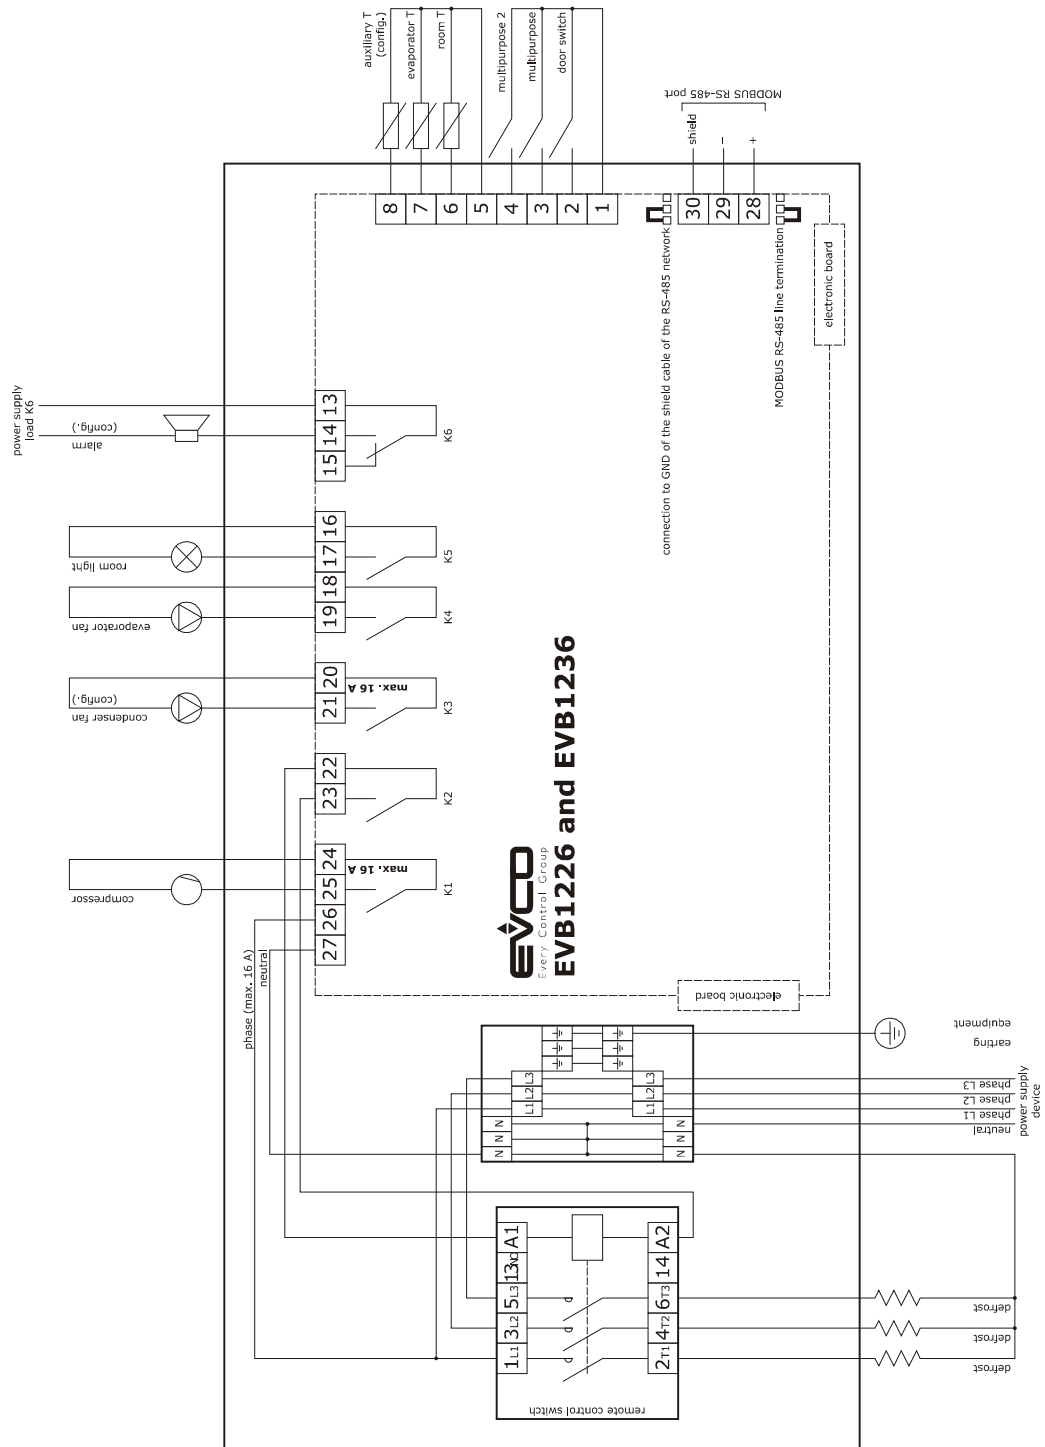 auxiliary T
(config.)
evaporator T
room T
multipurpose 2
multipurpose
door switch
MODBUS RS-485 port
shield
–
+
8
7
6
5
4
3
2
1
30
29
28
connection to GND of the shield cable of the RS-485 network
MODBUS RS-485 line termination
electronic board
power supply
load K6
(config.)
alarm
13
14
15
K6
room light
16
17
K5
evaporator fan
18
19
K4
(config.)
condenser fan
20
21
max. 16 A
K3
22
23
K2
compressor
24
25
max. 16 A
K1
26
27
phase (max. 16 A)
neutral
EVCO
Every Control Group
EVB1226 and EVB1236
electronic board
equipment
earting
L3
L2
L1
N
N
N
L3
L2
L1
N
N
N
phase L3
phase L2
phase L1
neutral
power supply
device
A1
13NO
5L3
3L2
1L1
A2
14
6T3
4T2
2T1
remote control switch
defrost
defrost
defrost